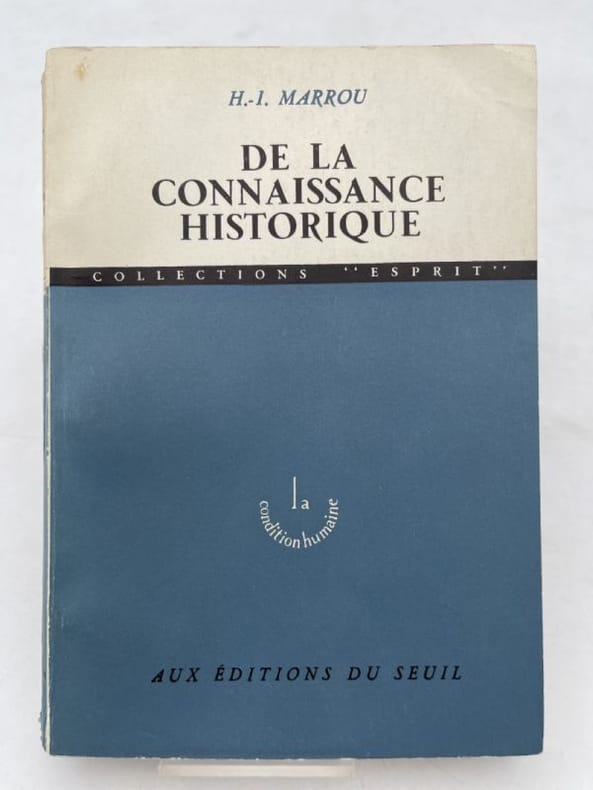 H.-I. MARROU
DE LA
CONNAISSANCE
HISTORIQUE
COLLECTIONS "ESPRIT"
la
condition humaine
AUX ÉDITIONS DU SEUIL